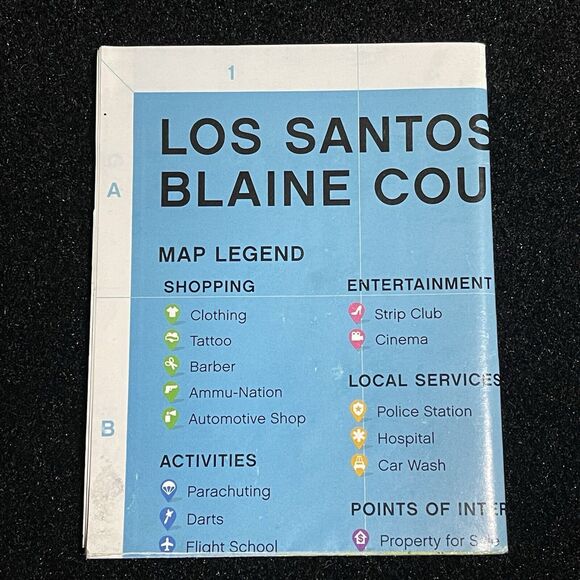 1
A
LOS SANTOS
BLAINE COU
MAP LEGEND
SHOPPING
Clothing
Tattoo
Barber
Ammu-Nation
Automotive Shop
B
ACTIVITIES
Parachuting
Darts
Flight School
ENTERTAINMENT
Strip Club
Cinema
LOCAL SERVICES
Police Station
Hospital
Car Wash
POINTS OF INTER
Property for Sale